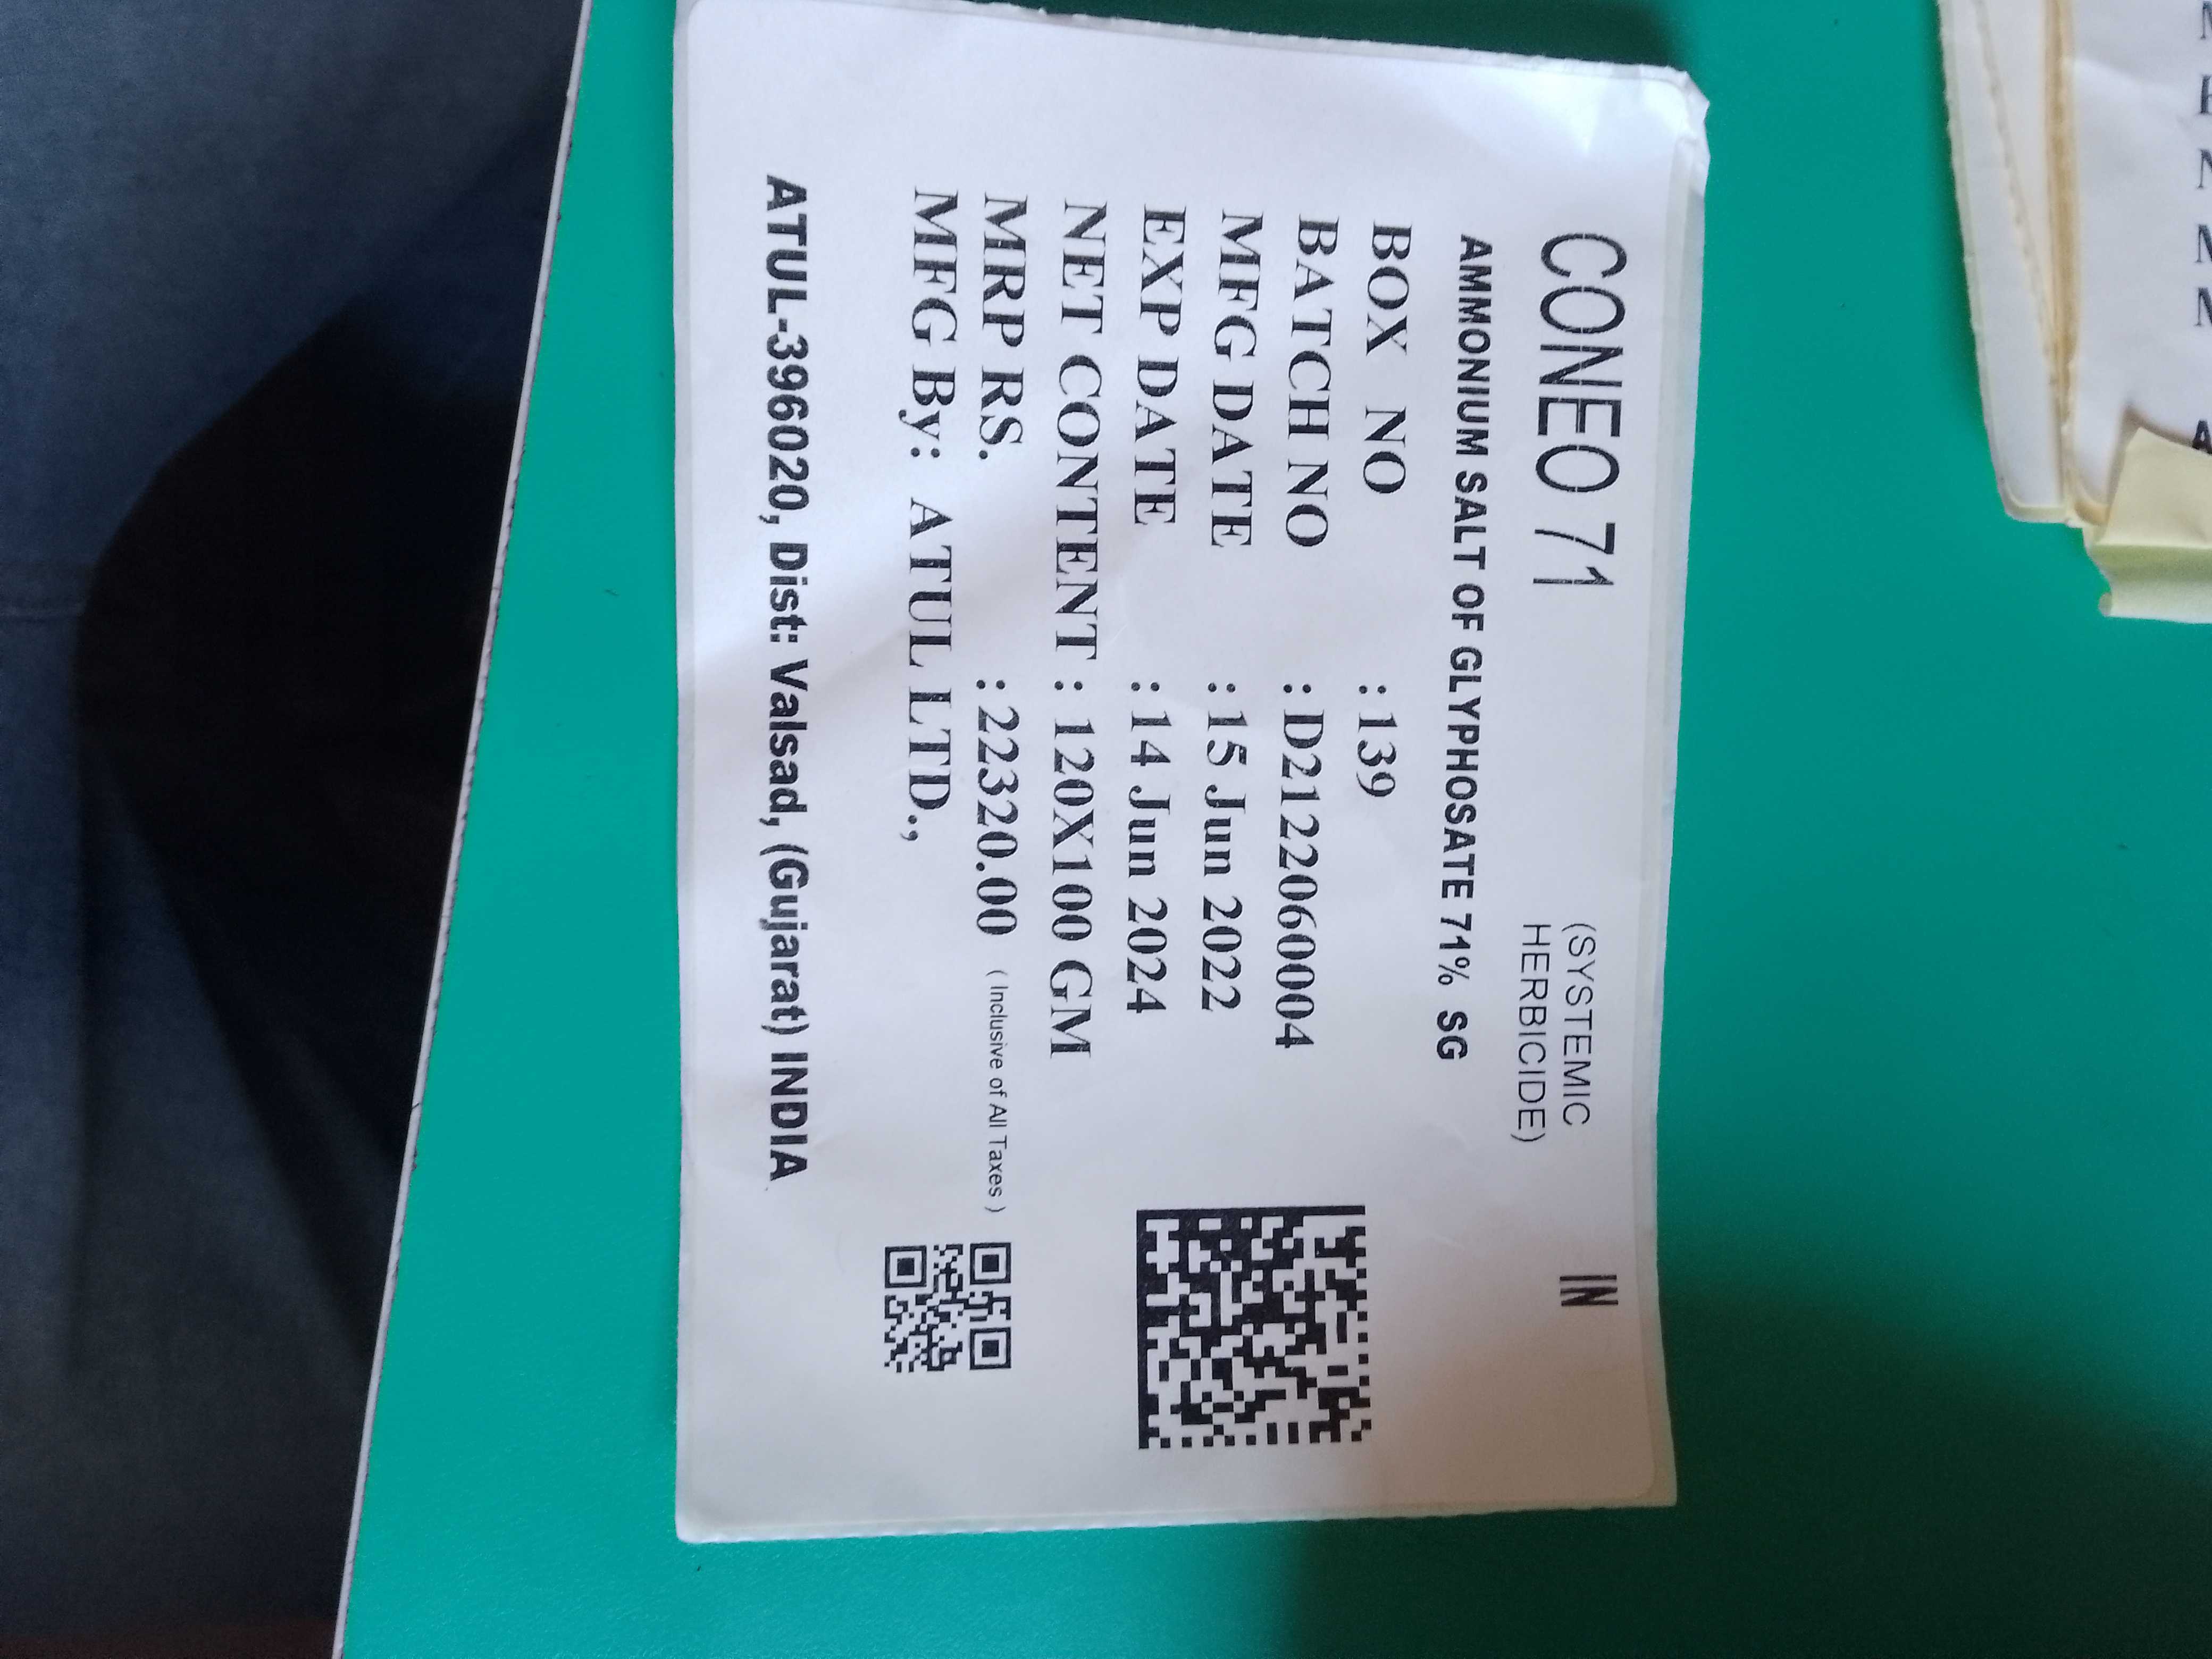 CONEO 71
(SYSTEMIC
HERBICIDE)
IN
AMMONIUM SALT OF GLYPHOSATE 71% SG
BOX NO : 139
BATCH NO : D2122060004
MFG DATE : 15 Jun 2022
EXP DATE : 14 Jun 2024
NET CONTENT : 120X100 GM
MRP RS. : 22320.00 ( Inclusive of All Taxes )
MFG By: ATUL LTD.,
ATUL-396020, Dist: Valsad, (Gujarat) INDIA